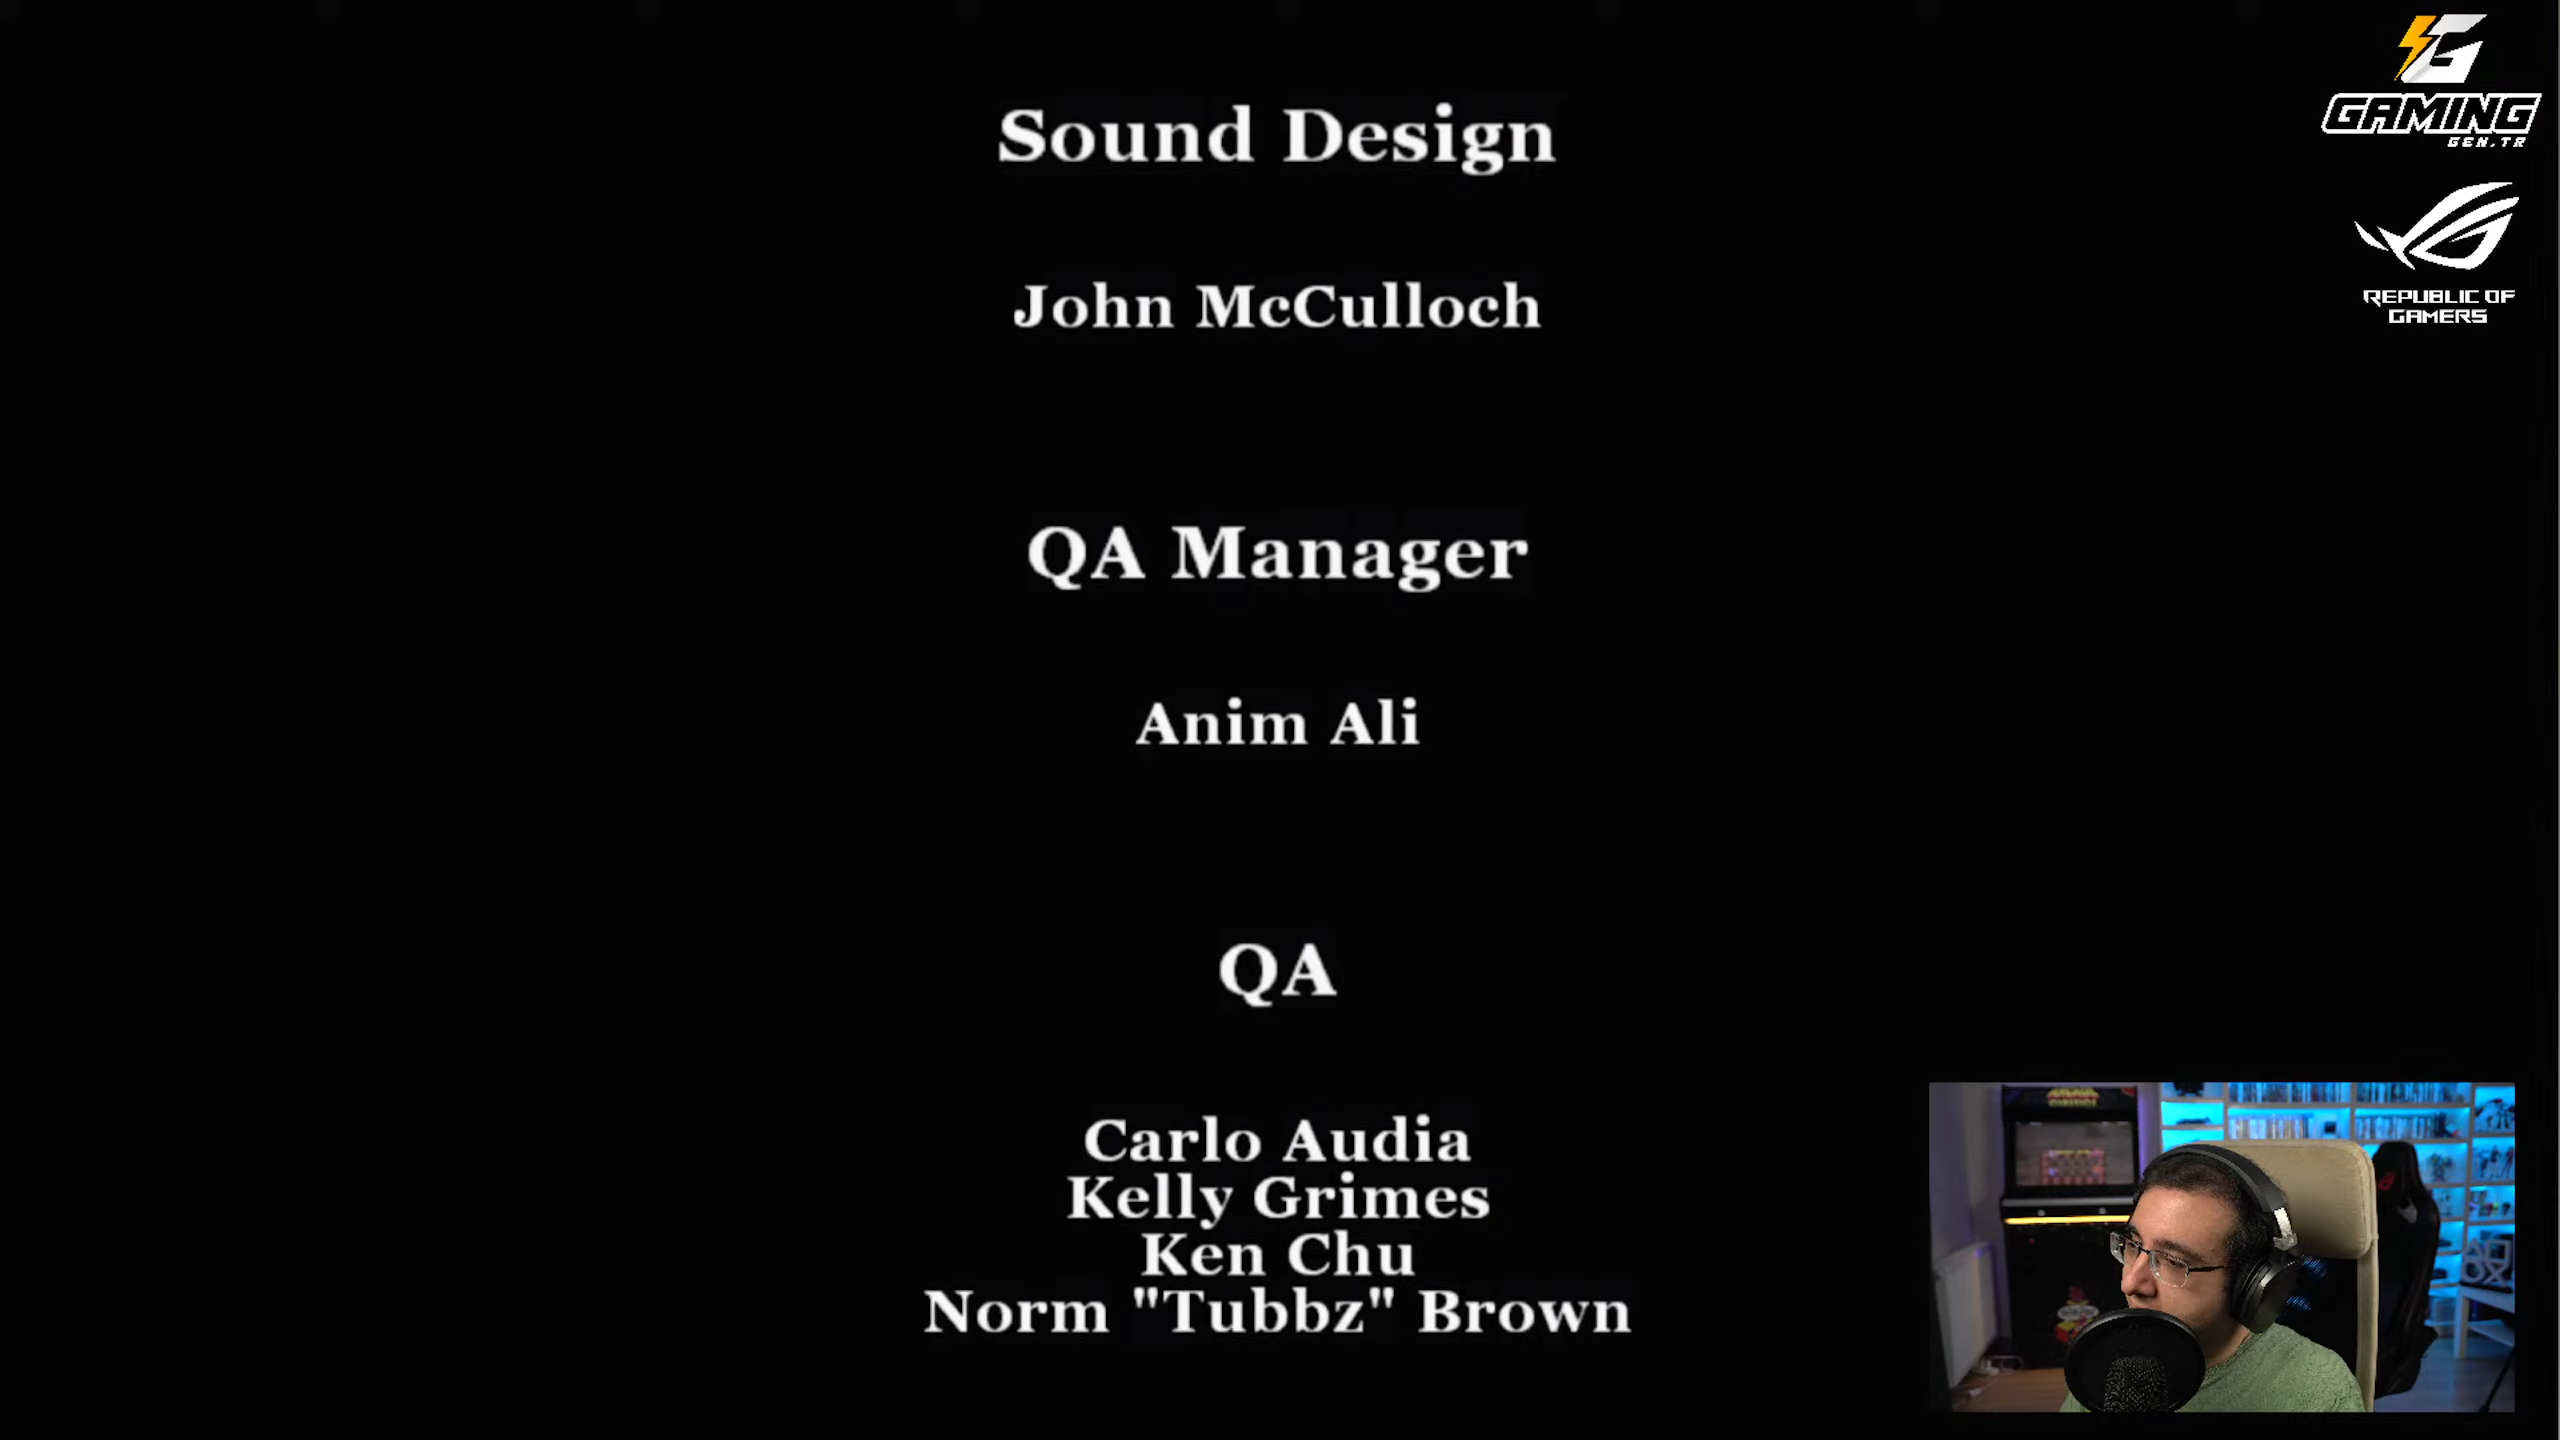 Sound Design
John McCulloch
QA Manager
Anim Ali
QA
Carlo Audia
Kelly Grimes
Ken Chu
Norm "Tubbz" Brown
GAMING
GEN.TR
REPUBLIC OF
GAMERS